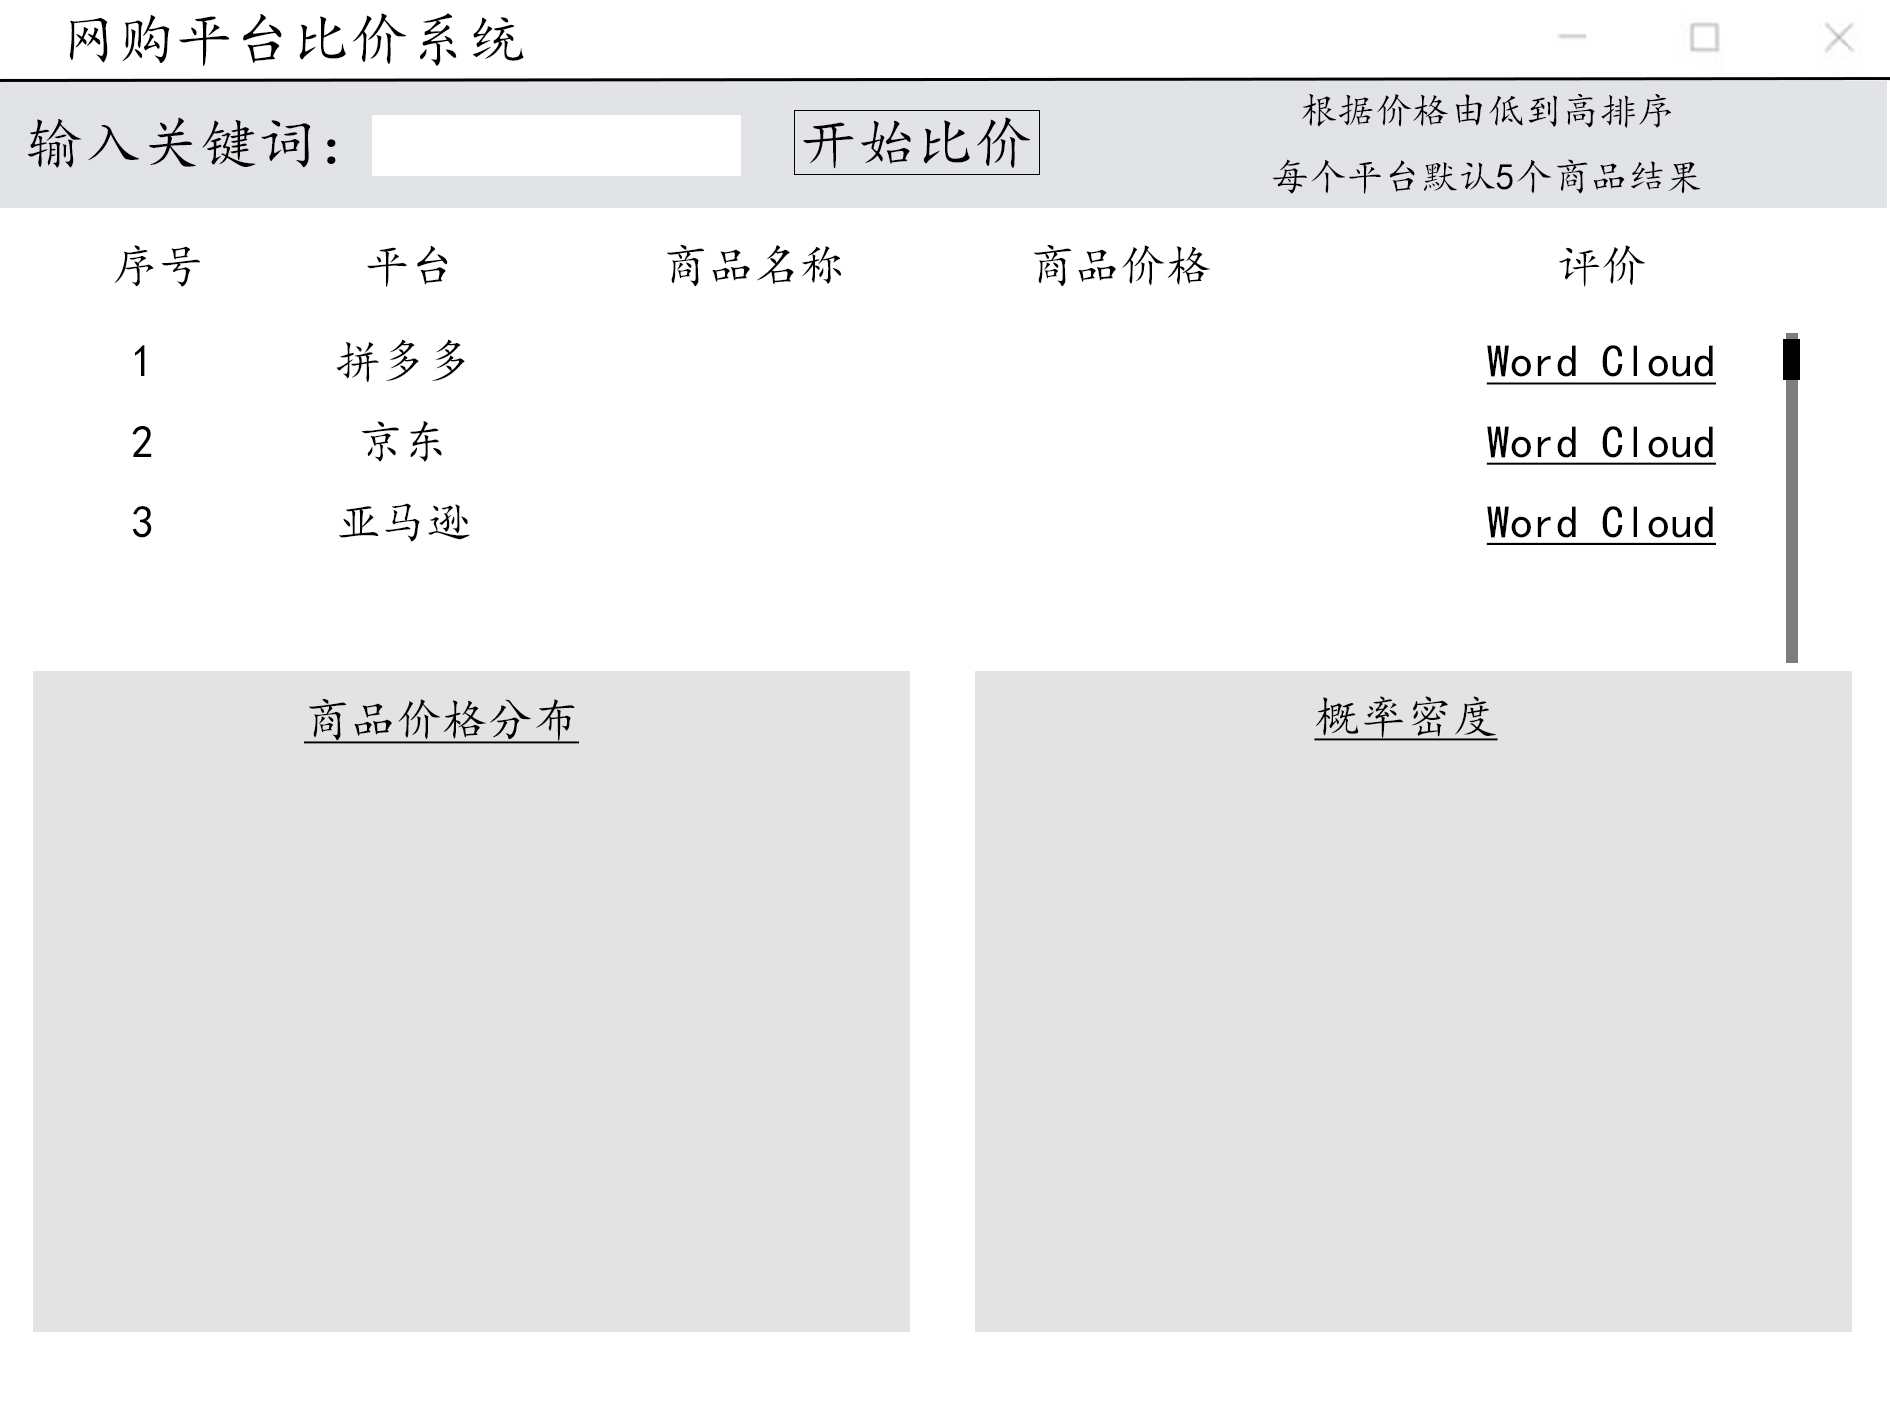 网购平台比价系统
输入关键词：
开始比价
根据价格由低到高排序
每个平台默认5个商品结果
序号 平台 商品名称 商品价格 评价
1 拼多多 Word Cloud
2 京东 Word Cloud
3 亚马逊 Word Cloud
商品价格分布
概率密度